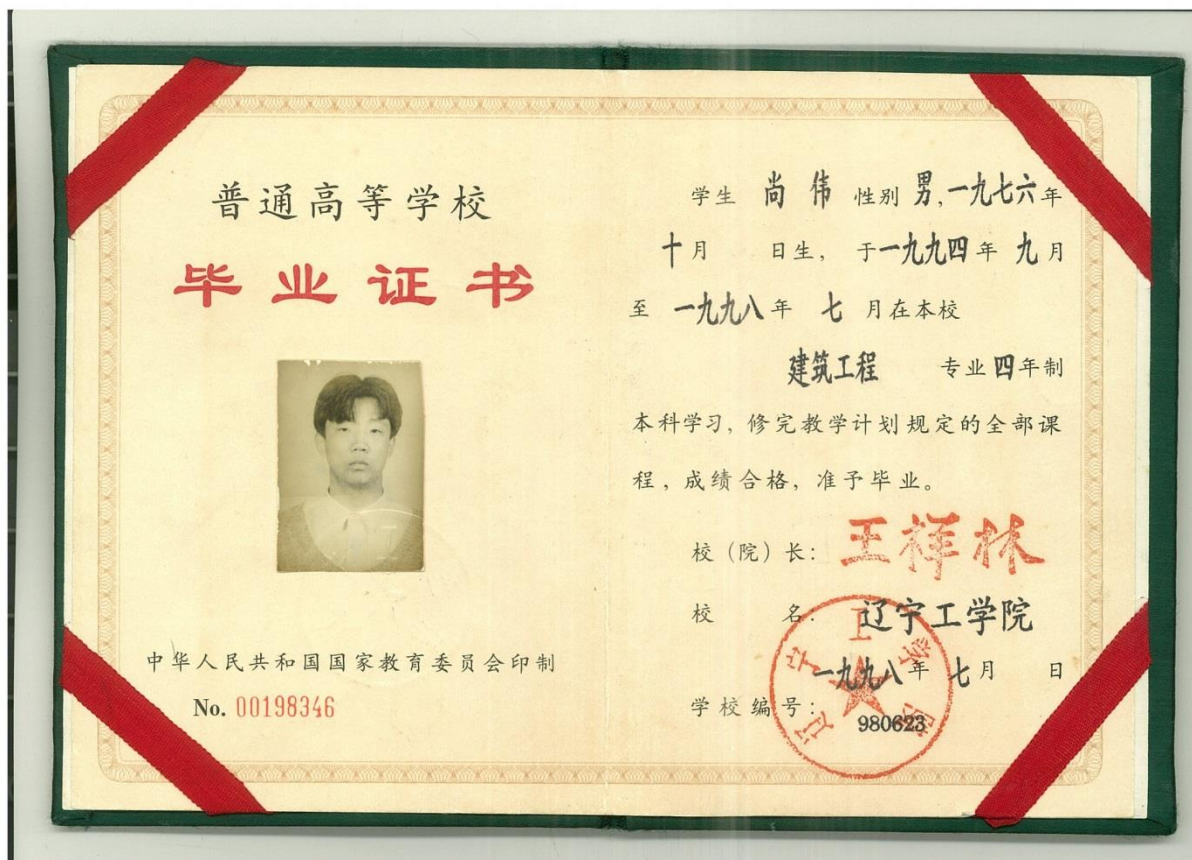 普通高等学校
毕业证书
中华人民共和国国家教育委员会印制
No. 00198346
学生 尚伟 性别 男,一九七六年
十月 日生, 于一九九四年 九月
至 一九九八年 七 月在本校
建筑工程 专业四年制
本科学习, 修完教学计划规定的全部课
程, 成绩合格, 准予毕业。
校(院)长: 王祥林
校 名: 辽宁工学院
一九九八年 七月 日
学校编号: 980623
辽宁工学院